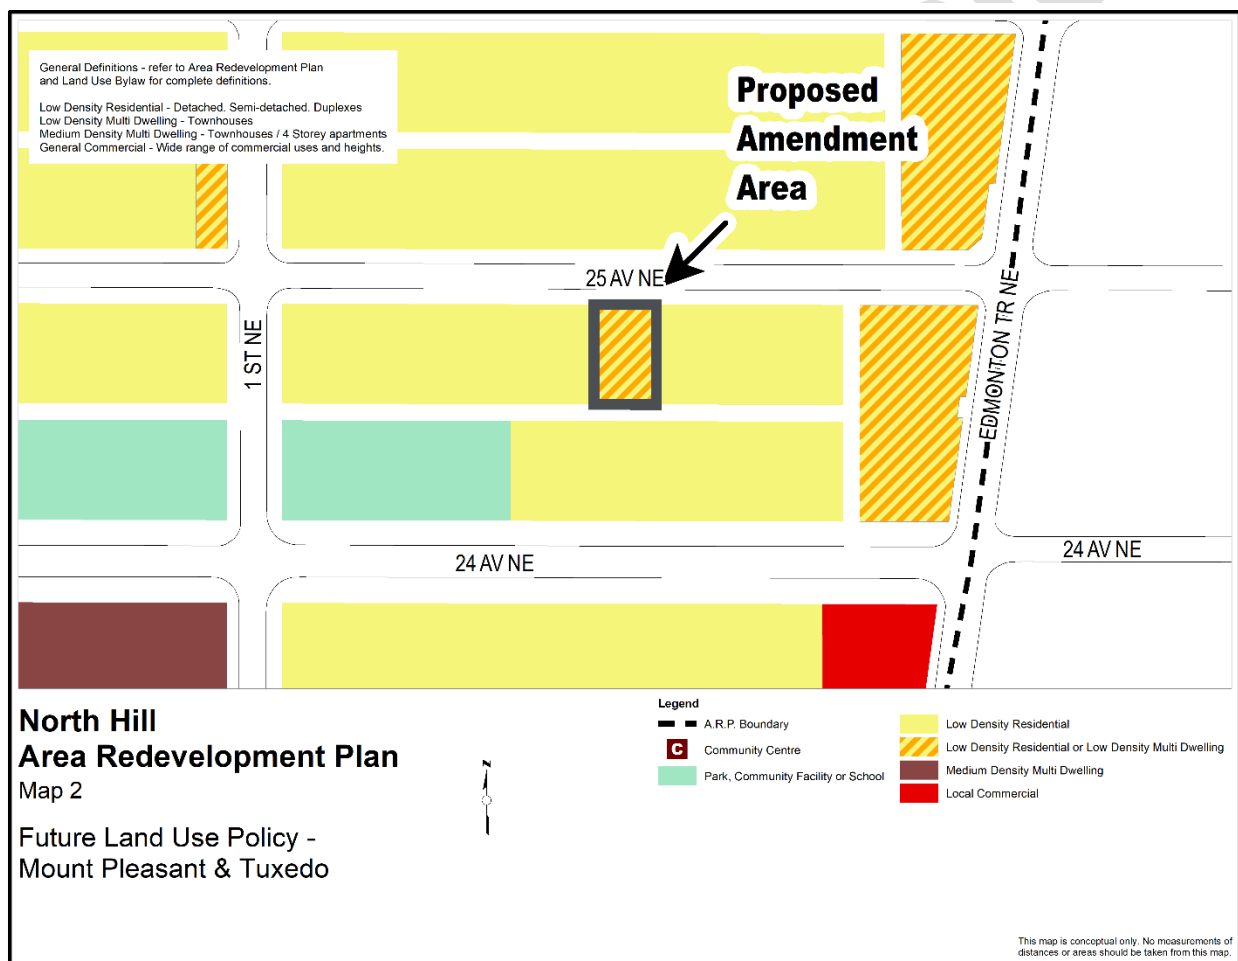 General Definitions - refer to Area Redevelopment Plan
and Land Use Bylaw for complete definitions.
Low Density Residential - Detached. Semi-detached. Duplexes
Low Density Multi Dwelling - Townhouses
Medium Density Multi Dwelling - Townhouses / 4 Storey apartments
General Commercial - Wide range of commercial uses and heights.
Proposed
Amendment
Area
25 AV NE
1 ST NE
EDMONTON TR NE
24 AV NE
24 AV NE
North Hill
Area Redevelopment Plan
Map 2
Future Land Use Policy -
Mount Pleasant & Tuxedo
N
Legend
A.R.P. Boundary
C Community Centre
Park, Community Facility or School
Low Density Residential
Low Density Residential or Low Density Multi Dwelling
Medium Density Multi Dwelling
Local Commercial
This map is conceptual only. No measurements of
distances or areas should be taken from this map.